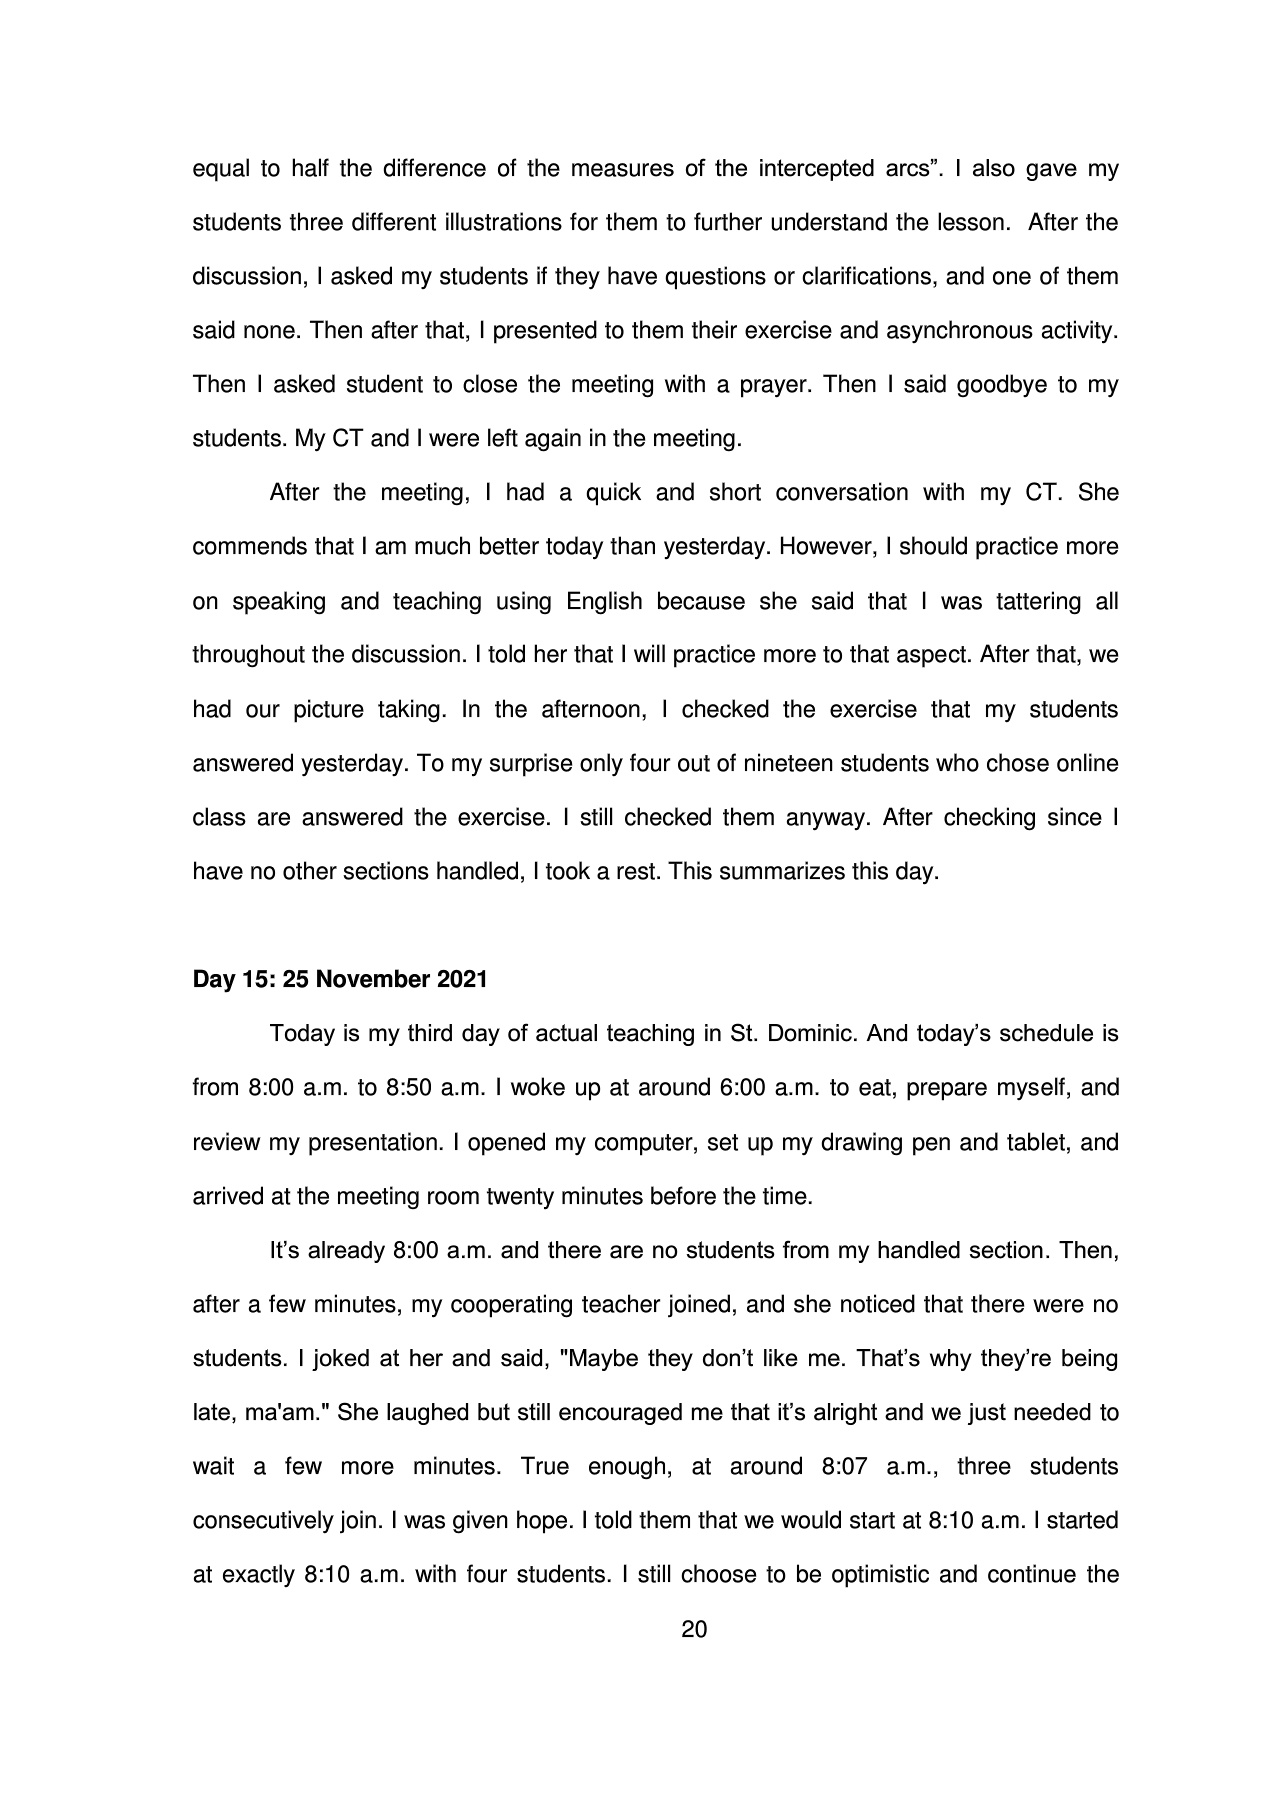 equal to half the difference of the measures of the intercepted arcs”. I also gave my
students three different illustrations for them to further understand the lesson.  After the
discussion, I asked my students if they have questions or clarifications, and one of them
said none. Then after that, I presented to them their exercise and asynchronous activity.
Then I asked student to close the meeting with a prayer. Then I said goodbye to my
students. My CT and I were left again in the meeting.
After the meeting, I had a quick and short conversation with my CT. She
commends that I am much better today than yesterday. However, I should practice more
on speaking and teaching using English because she said that I was tattering all
throughout the discussion. I told her that I will practice more to that aspect. After that, we
had our picture taking. In the afternoon, I checked the exercise that my students
answered yesterday. To my surprise only four out of nineteen students who chose online
class are answered the exercise. I still checked them anyway. After checking since I
have no other sections handled, I took a rest. This summarizes this day.
Day 15: 25 November 2021
Today is my third day of actual teaching in St. Dominic. And today’s schedule is
from 8:00 a.m. to 8:50 a.m. I woke up at around 6:00 a.m. to eat, prepare myself, and
review my presentation. I opened my computer, set up my drawing pen and tablet, and
arrived at the meeting room twenty minutes before the time.
It’s already 8:00 a.m. and there are no students from my handled section. Then,
after a few minutes, my cooperating teacher joined, and she noticed that there were no
students. I joked at her and said, "Maybe they don’t like me. That’s why they’re being
late, ma'am." She laughed but still encouraged me that it’s alright and we just needed to
wait a few more minutes. True enough, at around 8:07 a.m., three students
consecutively join. I was given hope. I told them that we would start at 8:10 a.m. I started
at exactly 8:10 a.m. with four students. I still choose to be optimistic and continue the
20